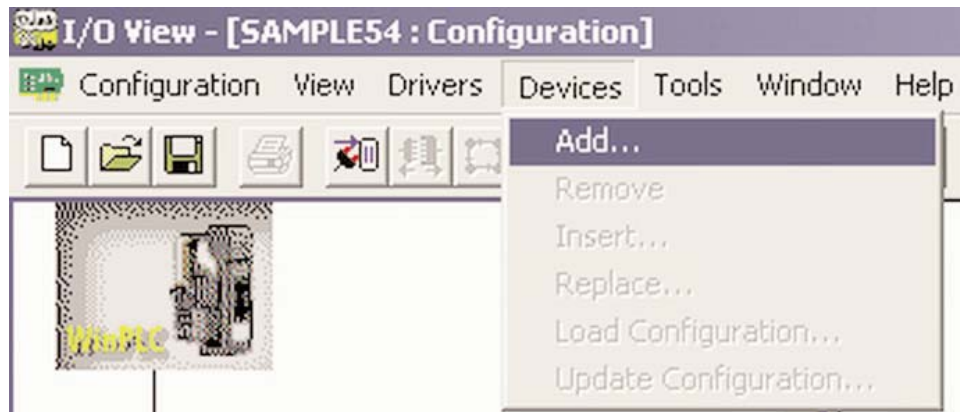 I/O View - [SAMPLE54 : Configuration]
Configuration View Drivers Devices Tools Window Help
Add...
Remove
Insert...
Replace...
Load Configuration...
Update Configuration...
WinPLC